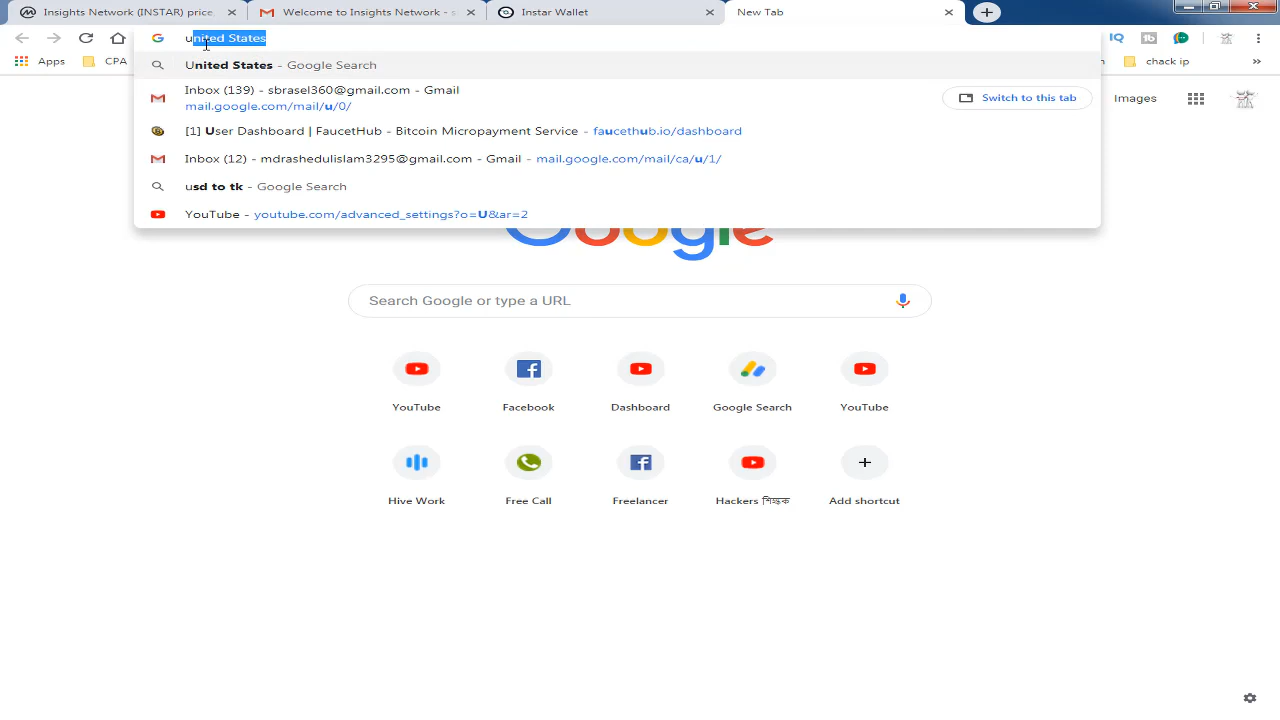 Insights Network (INSTAR) price
Welcome to Insights Network - s
Instar Wallet
New Tab
united States
Apps
CPA
chack ip
United States - Google Search
Inbox (139) - sbrasel360@gmail.com - Gmail
mail.google.com/mail/u/0/
Switch to this tab
[1] User Dashboard | FaucetHub - Bitcoin Micropayment Service - faucethub.io/dashboard
Inbox (12) - mdrashedulislam3295@gmail.com - Gmail - mail.google.com/mail/ca/u/1/
usd to tk - Google Search
YouTube - youtube.com/advanced_settings?o=U&ar=2
Images
Google
Search Google or type a URL
YouTube
Facebook
Dashboard
Google Search
YouTube
Hive Work
Free Call
Freelancer
Hackers শিক্ষক
Add shortcut